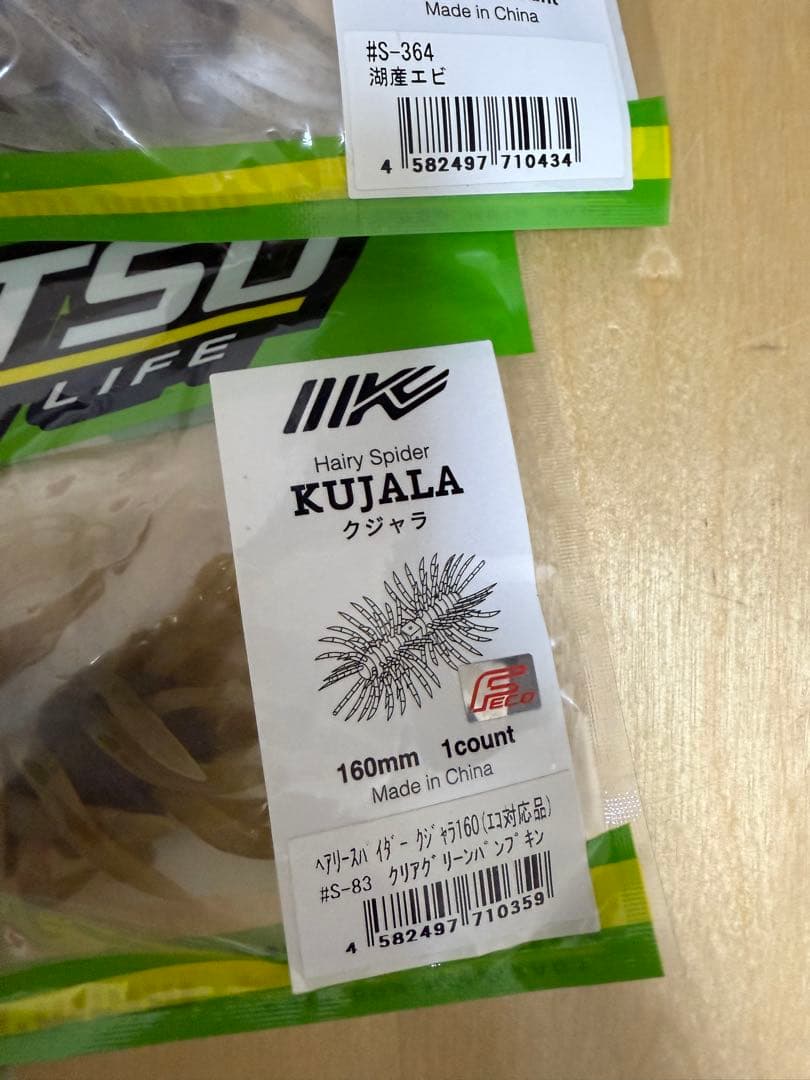 Made in China
#S-364
湖産エビ
4 582497 710434
LIFE
Hairy Spider
KUJALA
クジャラ
FECO
160mm 1count
Made in China
ﾍｱﾘｰｽﾊﾟｲﾀﾞｰ ｸｼﾞｬﾗ160(ｴｺ対応品)
#S-83 ｸﾘｱｸﾞﾘｰﾝﾊﾟﾝﾌﾟｷﾝ
4 582497 710359